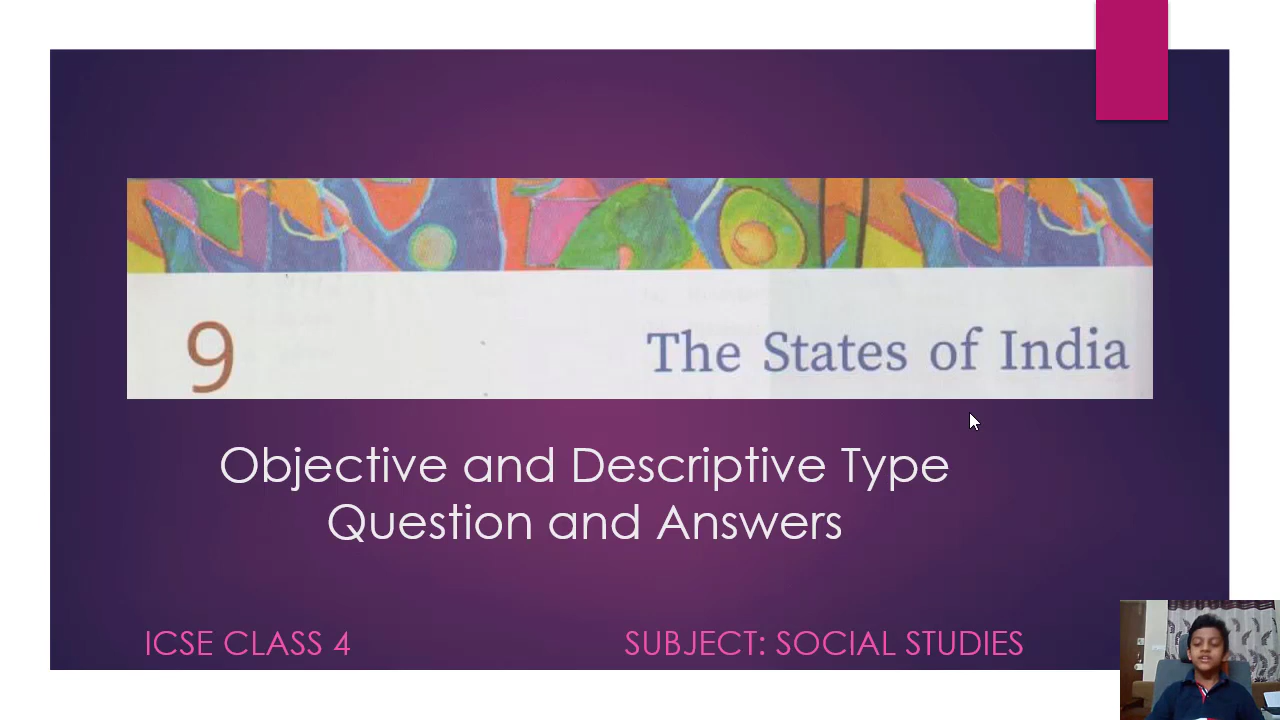 9
The States of India
Objective and Descriptive Type
Question and Answers
ICSE CLASS 4
SUBJECT: SOCIAL STUDIES